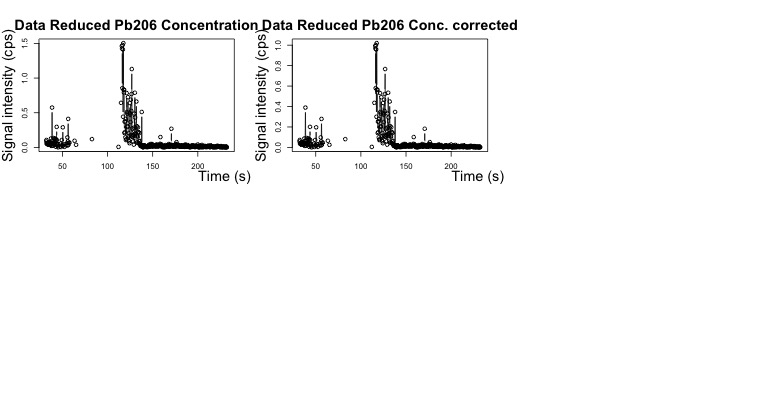 Data Reduced Pb206 Concentration
Signal intensity (cps)
1.5
1.0
0.5
0.0
50 100 150 200
Time (s)
Data Reduced Pb206 Conc. corrected
Signal intensity (cps)
1.0
0.8
0.6
0.4
0.2
0.0
50 100 150 200
Time (s)